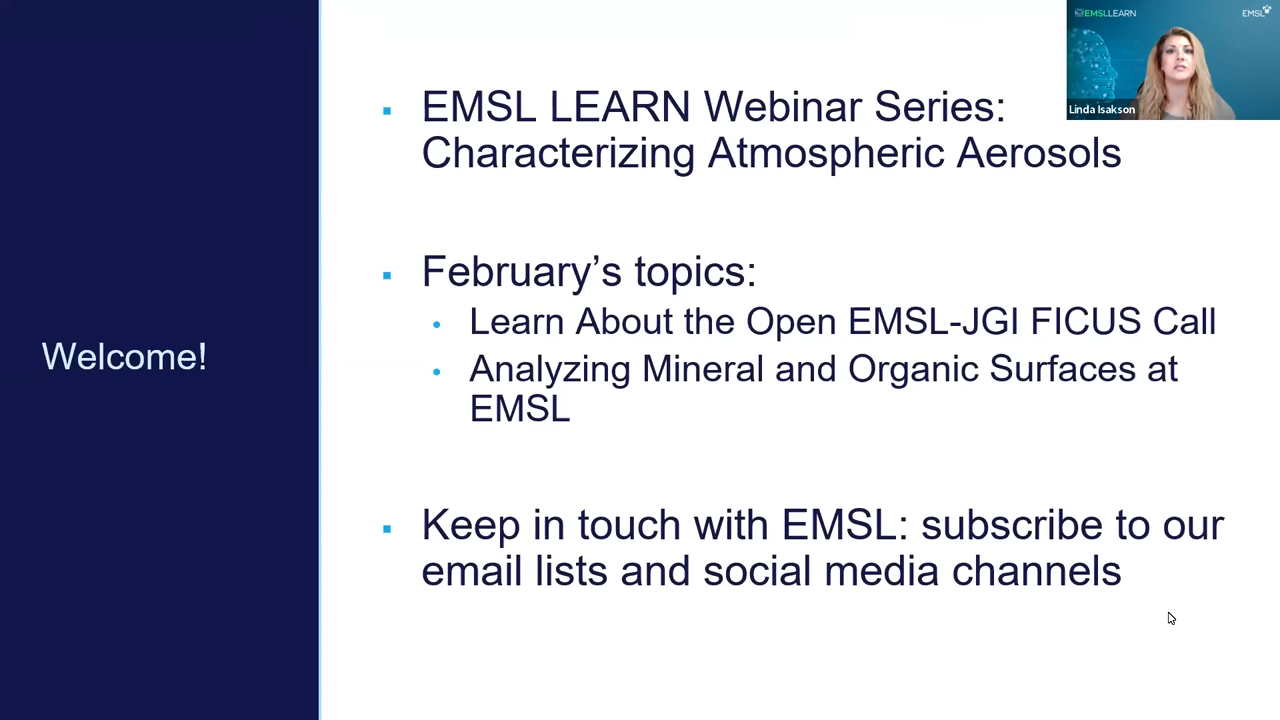 EMSLLEARN
EMSL
Linda Isakson
Welcome!
EMSL LEARN Webinar Series:
Characterizing Atmospheric Aerosols
February’s topics:
Learn About the Open EMSL-JGI FICUS Call
Analyzing Mineral and Organic Surfaces at
EMSL
Keep in touch with EMSL: subscribe to our
email lists and social media channels